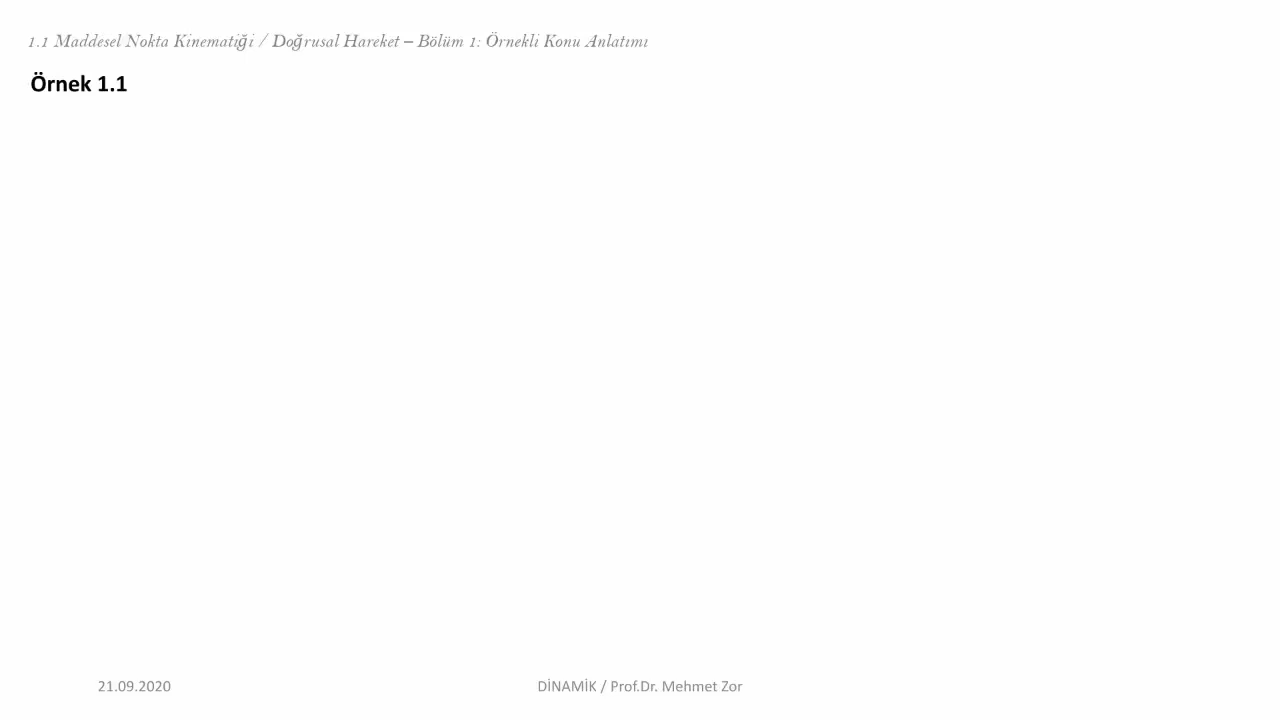 1.1 Maddesel Nokta Kinematiği / Doğrusal Hareket – Bölüm 1: Örnekli Konu Anlatımı
Örnek 1.1
21.09.2020
DİNAMİK / Prof.Dr. Mehmet Zor